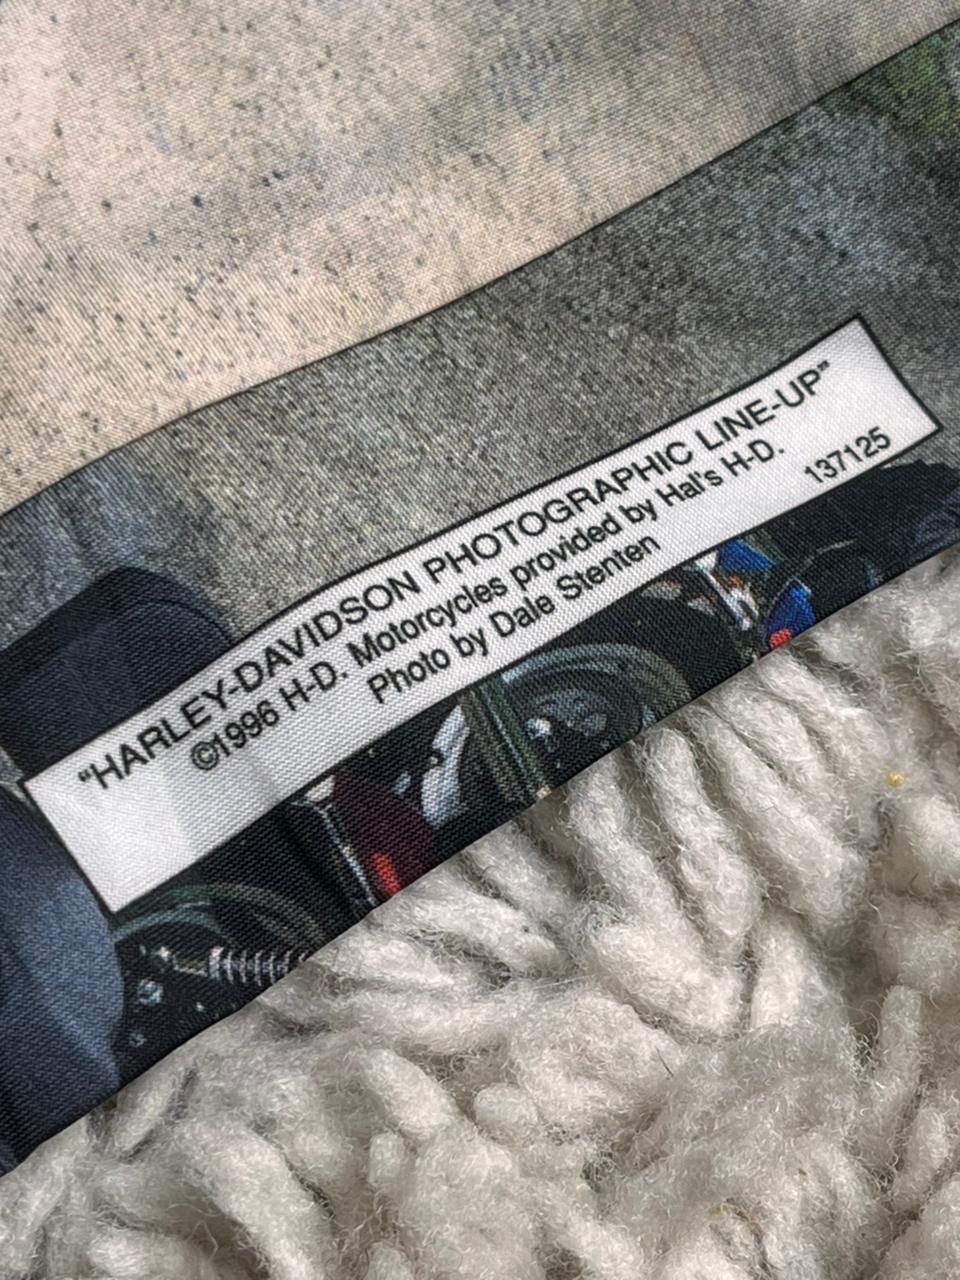 “HARLEY-DAVIDSON PHOTOGRAPHIC LINE-UP”
©1996 H-D. Motorcycles provided by Hal's H-D.
Photo by Dale Stenten
137125